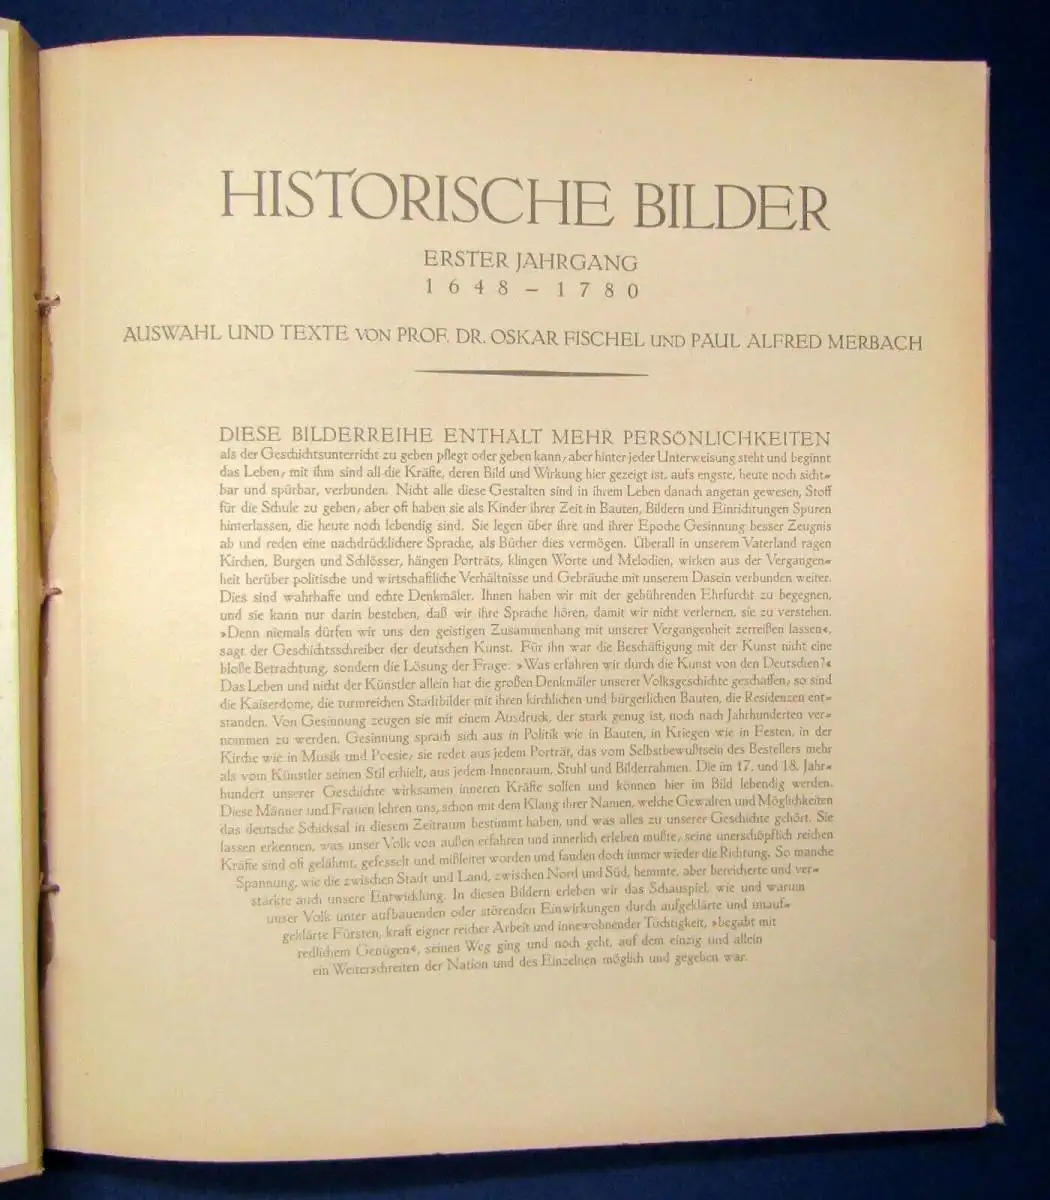 HISTORISCHE BILDER
ERSTER JAHRGANG
1648–1780
AUSWAHL UND TEXTE VON PROF. DR. OSKAR FISCHEL UND PAUL ALFRED MERBACH
DIESE BILDERREIHE ENTHÄLT MEHR PERSÖNLICHKEITEN
als der Geschichtsunterricht zu geben pflegt oder geben kann, aber hinter jeder Unterweisung steht und beginnt
das Leben, mit ihm sind all die Kräfte, deren Bild und Wirkung hier gezeigt ist, aufs engste, heute noch sicht-
bar und spürbar, verbunden. Nicht alle diese Gestalten sind in ihrem Leben danach angetan gewesen, Stoff
für die Schule zu geben, aber oft haben sie als Kinder ihrer Zeit in Bauten, Bildern und Einrichtungen Spuren
hinterlassen, die heute noch lebendig sind. Sie legen über ihre und ihrer Epoche Gesinnung besser Zeugnis
ab und reden eine nachdrücklichere Sprache, als Bücher dies vermögen. Überall in unserem Vaterland ragen
Kirchen, Burgen und Schlösser, hängen Porträts, klingen Worte und Melodien, wirken aus der Vergangen-
heit herüber politische und wirtschaftliche Verhältnisse und Gebräuche mit unserem Dasein verbunden weiter.
Dies sind wahrhafte und echte Denkmäler. Ihnen haben wir mit der gebührenden Ehrfurcht zu begegnen,
und sie kann nur darin bestehen, daß wir ihre Sprache hören, damit wir nicht verlernen, sie zu verstehen.
»Denn niemals dürfen wir uns den geistigen Zusammenhang mit unserer Vergangenheit zerreißen lassen«,
sagt der Geschichtsschreiber der deutschen Kunst. Für ihn war die Beschäftigung mit der Kunst nicht eine
bloße Betrachtung, sondern die Lösung der Frage: »Was erfahren wir durch die Kunst von den Deutschen?«
Das Leben und nicht der Künstler allein hat die großen Denkmäler unserer Volksgeschichte geschaffen, so sind
die Kaiserdome, die turmreichen Stadtbilder mit ihren kirchlichen und bürgerlichen Bauten, die Residenzen ent-
standen. Von Gesinnung zeugen sie mit einem Ausdruck, der stark genug ist, noch nach Jahrhunderten ver-
nommen zu werden. Gesinnung sprach sich aus in Politik wie in Bauten, in Kriegen wie in Festen, in der
Kirche wie in Musik und Poesie, sie redet aus jedem Porträt, das vom Selbstbewußtsein des Bestellers mehr
als vom Künstler seinen Stil erhielt, aus jedem Innenraum, Stuhl und Bilderrahmen. Die im 17. und 18. Jahr-
hundert unserer Geschichte wirksamen inneren Kräfte sollen und können hier im Bild lebendig werden.
Diese Männer und Frauen lehren uns, schon mit dem Klang ihrer Namen, welche Gewalten und Möglichkeiten
das deutsche Schicksal in diesem Zeitraum bestimmt haben, und was alles zu unserer Geschichte gehört. Sie
lassen erkennen, was unser Volk von außen erfahren und innerlich erleben mußte, seine unerschöpflich reichen
Kräfte sind oft gelähmt, gefesselt und mißleitet worden und fanden doch immer wieder die Richtung. So manche
Spannung, wie die zwischen Stadt und Land, zwischen Nord und Süd, hemmte, aber bereicherte und ver-
stärkte auch unsere Entwicklung. In diesen Bildern erleben wir das Schauspiel, wie und warum
unser Volk unter aufbauenden oder störenden Einwirkungen durch aufgeklärte und unauf-
geklärte Fürsten, kraft eigner reicher Arbeit und innewohnender Tüchtigkeit, »begabt mit
redlichem Genügen«, seinen Weg ging und noch geht, auf dem einzig und allein
ein Weiterschreiten der Nation und des Einzelnen möglich und gegeben war.